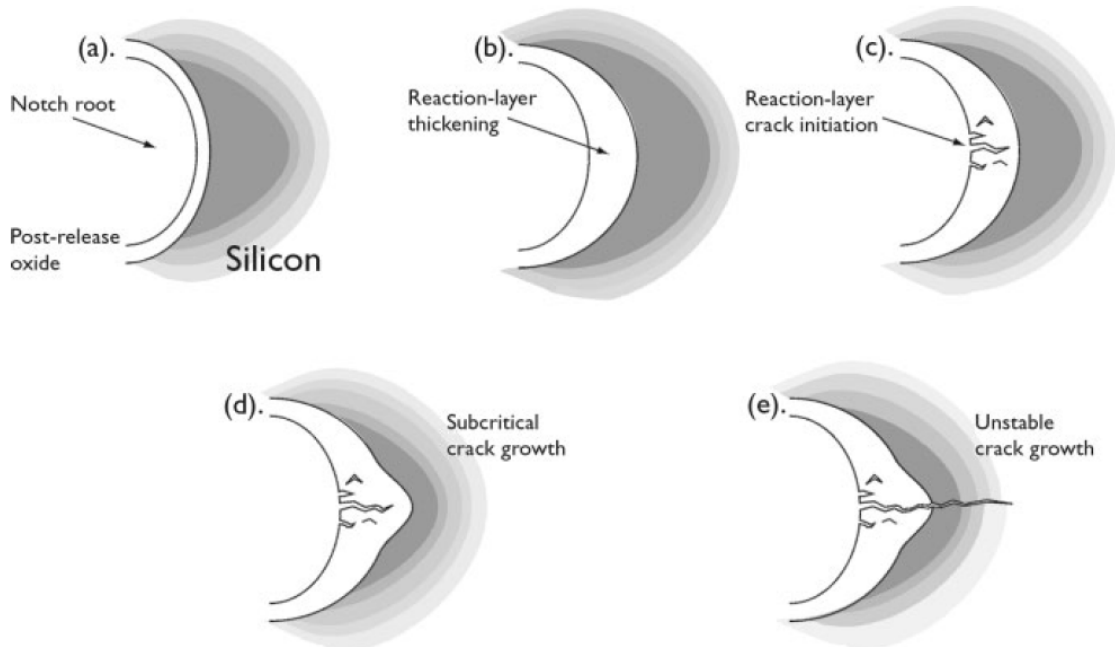 (a).
Notch root
Post-release
oxide
Silicon
(b).
Reaction-layer
thickening
(c).
Reaction-layer
crack initiation
(d).
Subcritical
crack growth
(e).
Unstable
crack growth